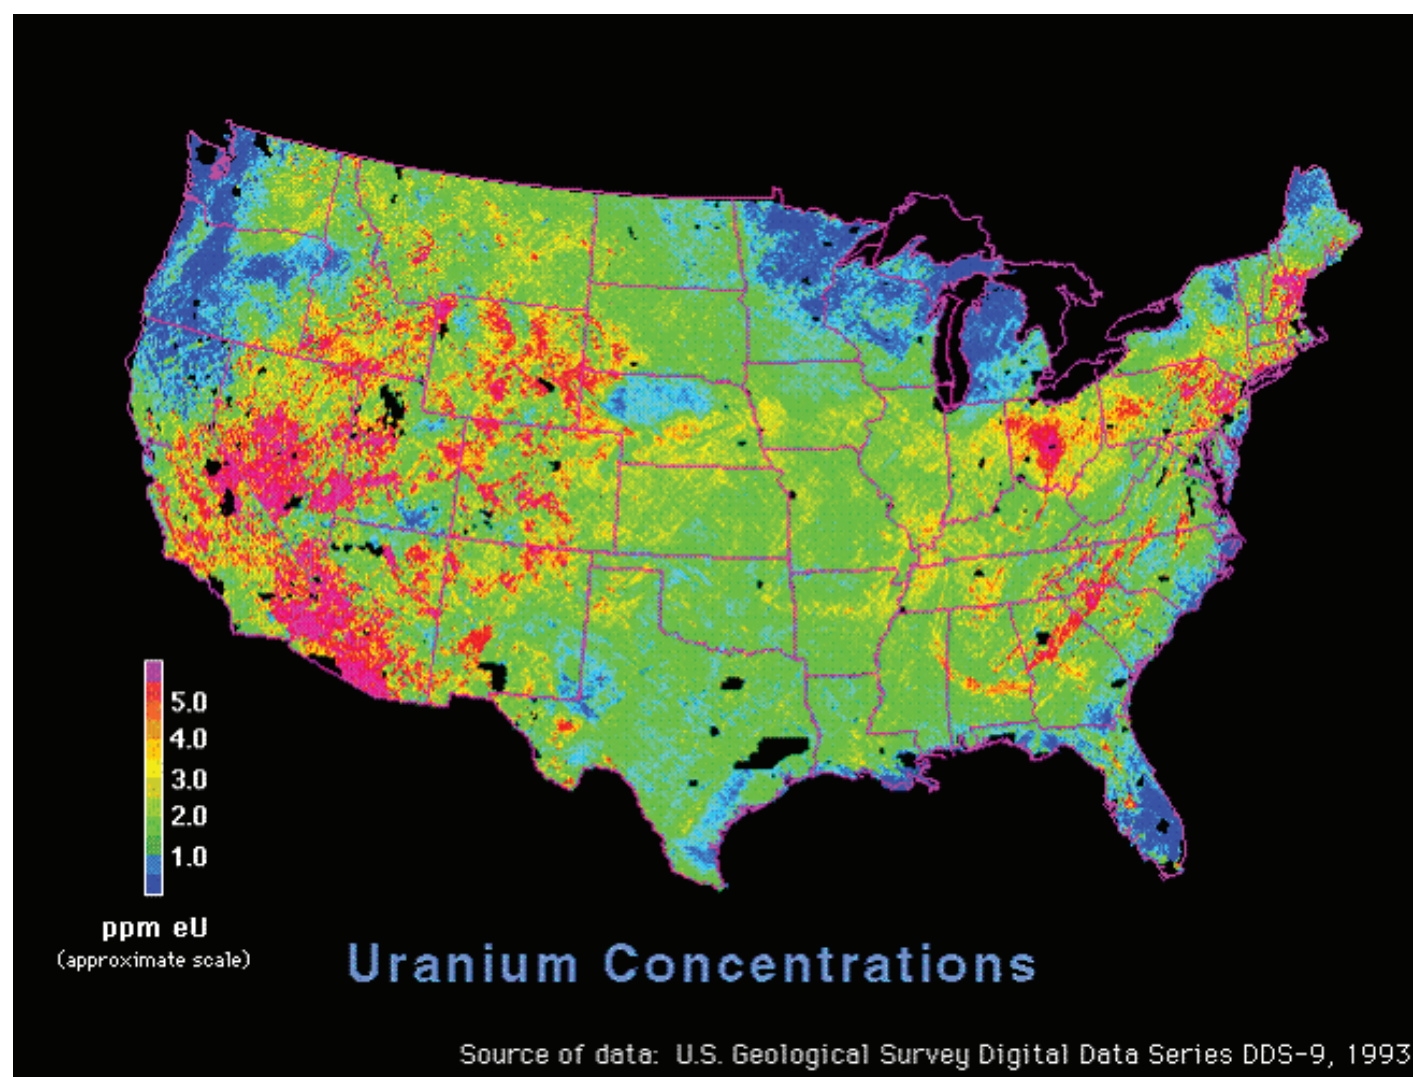 5.0
4.0
3.0
2.0
1.0
ppm eU
(approximate scale)
Uranium Concentrations
Source of data: U.S. Geological Survey Digital Data Series DDS-9, 1993